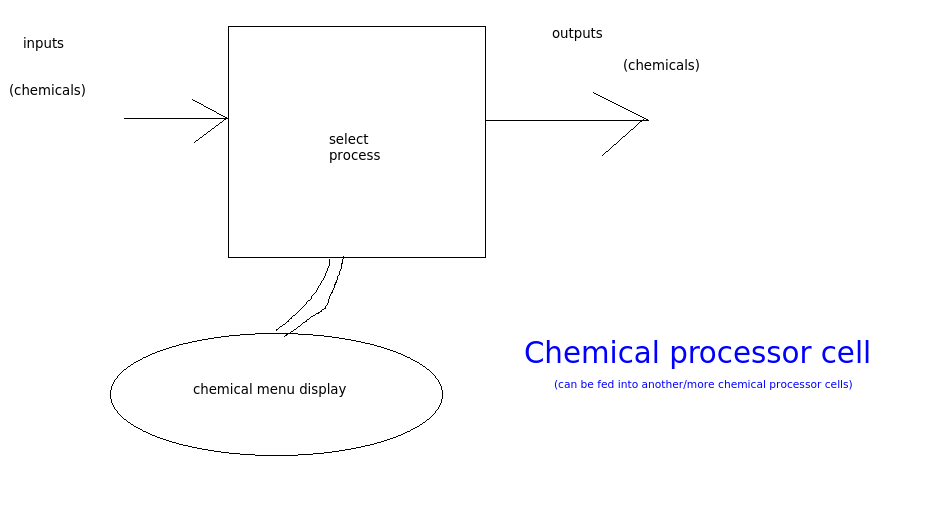 inputs
(chemicals)
outputs
(chemicals)
select
process
chemical menu display
Chemical processor cell
(can be fed into another/more chemical processor cells)